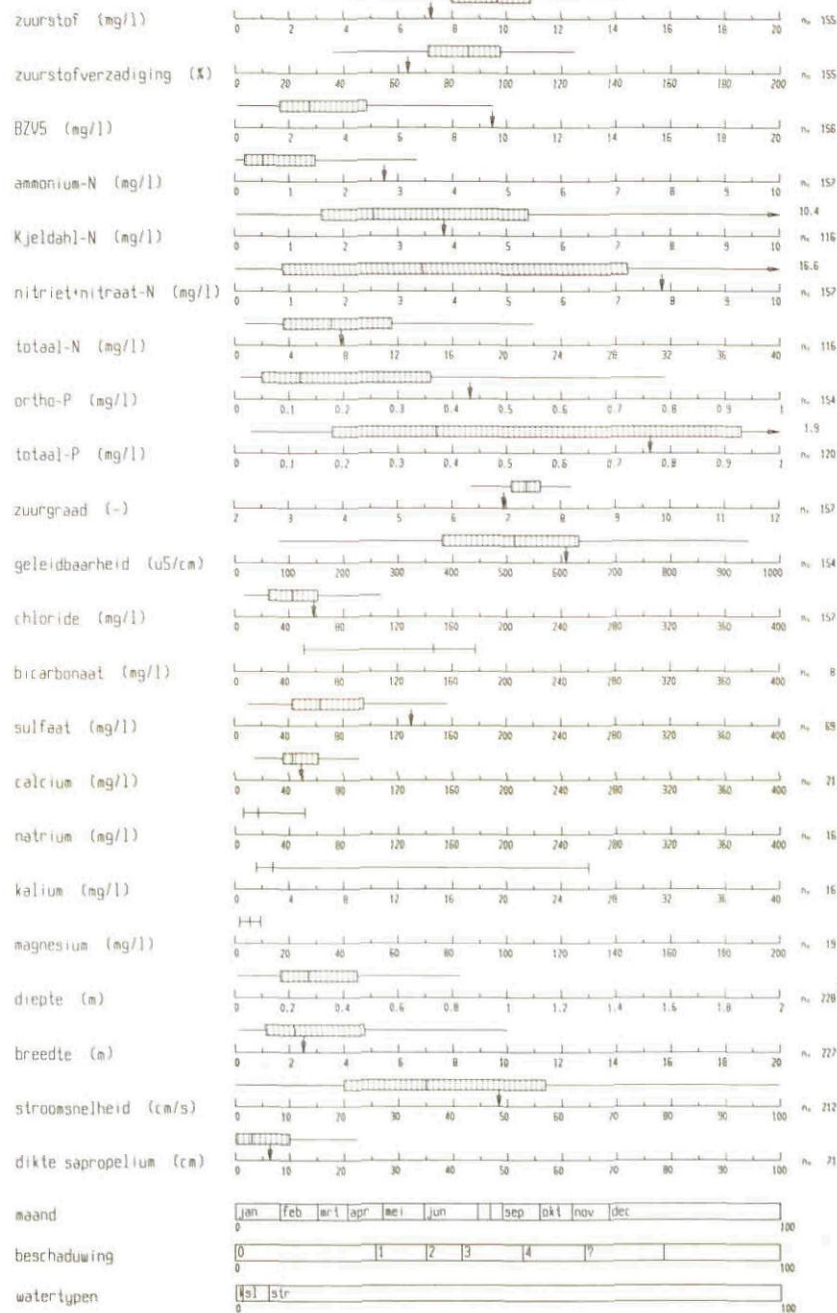 zuurstof (mg/l) 0 2 4 6 8 10 12 14 16 18 20 n= 155
zuurstofverzadiging (%) 0 20 40 60 80 100 120 140 160 180 200 n= 155
BZV5 (mg/l) 0 2 4 6 8 10 12 14 16 18 20 n= 156
ammonium-N (mg/l) 0 1 2 3 4 5 6 7 8 9 10 n= 157
10.4
Kjeldahl-N (mg/l) 0 1 2 3 4 5 6 7 8 9 10 n= 116
16.6
nitriet+nitraat-N (mg/l) 0 1 2 3 4 5 6 7 8 9 10 n= 157
totaal-N (mg/l) 0 4 8 12 16 20 24 28 32 36 40 n= 116
ortho-P (mg/l) 0 0.1 0.2 0.3 0.4 0.5 0.6 0.7 0.8 0.9 1 n= 154
1.9
totaal-P (mg/l) 0 0.1 0.2 0.3 0.4 0.5 0.6 0.7 0.8 0.9 1 n= 120
zuurgraad (-) 2 3 4 5 6 7 8 9 10 11 12 n= 157
geleidbaarheid (uS/cm) 0 100 200 300 400 500 600 700 800 900 1000 n= 154
chloride (mg/l) 0 40 80 120 160 200 240 280 320 360 400 n= 157
bicarbonaat (mg/l) 0 40 80 120 160 200 240 280 320 360 400 n= 8
sulfaat (mg/l) 0 40 80 120 160 200 240 280 320 360 400 n= 69
calcium (mg/l) 0 40 80 120 160 200 240 280 320 360 400 n= 21
natrium (mg/l) 0 40 80 120 160 200 240 280 320 360 400 n= 16
kalium (mg/l) 0 4 8 12 16 20 24 28 32 36 40 n= 16
magnesium (mg/l) 0 20 40 60 80 100 120 140 160 180 200 n= 19
diepte (m) 0 0.2 0.4 0.6 0.8 1 1.2 1.4 1.6 1.8 2 n= 228
breedte (m) 0 2 4 6 8 10 12 14 16 18 20 n= 227
stroomsnelheid (cm/s) 0 10 20 30 40 50 60 70 80 90 100 n= 212
dikte sapropelium (cm) 0 10 20 30 40 50 60 70 80 90 100 n= 71
maand jan feb mrt apr mei jun sep okt nov dec
0 100
beschaduwing 0 1 2 3 4 ?
0 100
watertypen sl str
0 100